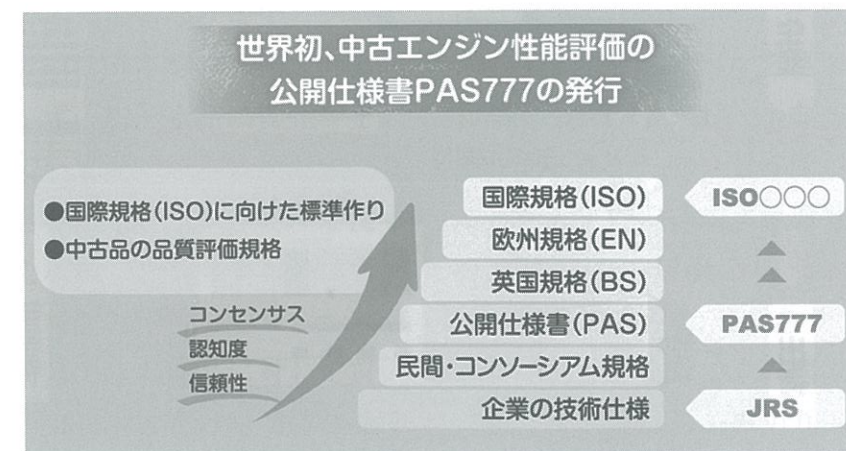 世界初、中古エンジン性能評価の
公開仕様書PAS777の発行
●国際規格(ISO)に向けた標準作り
●中古品の品質評価規格
コンセンサス
認知度
信頼性
国際規格(ISO)
ISO○○○
欧州規格(EN)
英国規格(BS)
公開仕様書(PAS)
PAS777
民間・コンソーシアム規格
企業の技術仕様
JRS